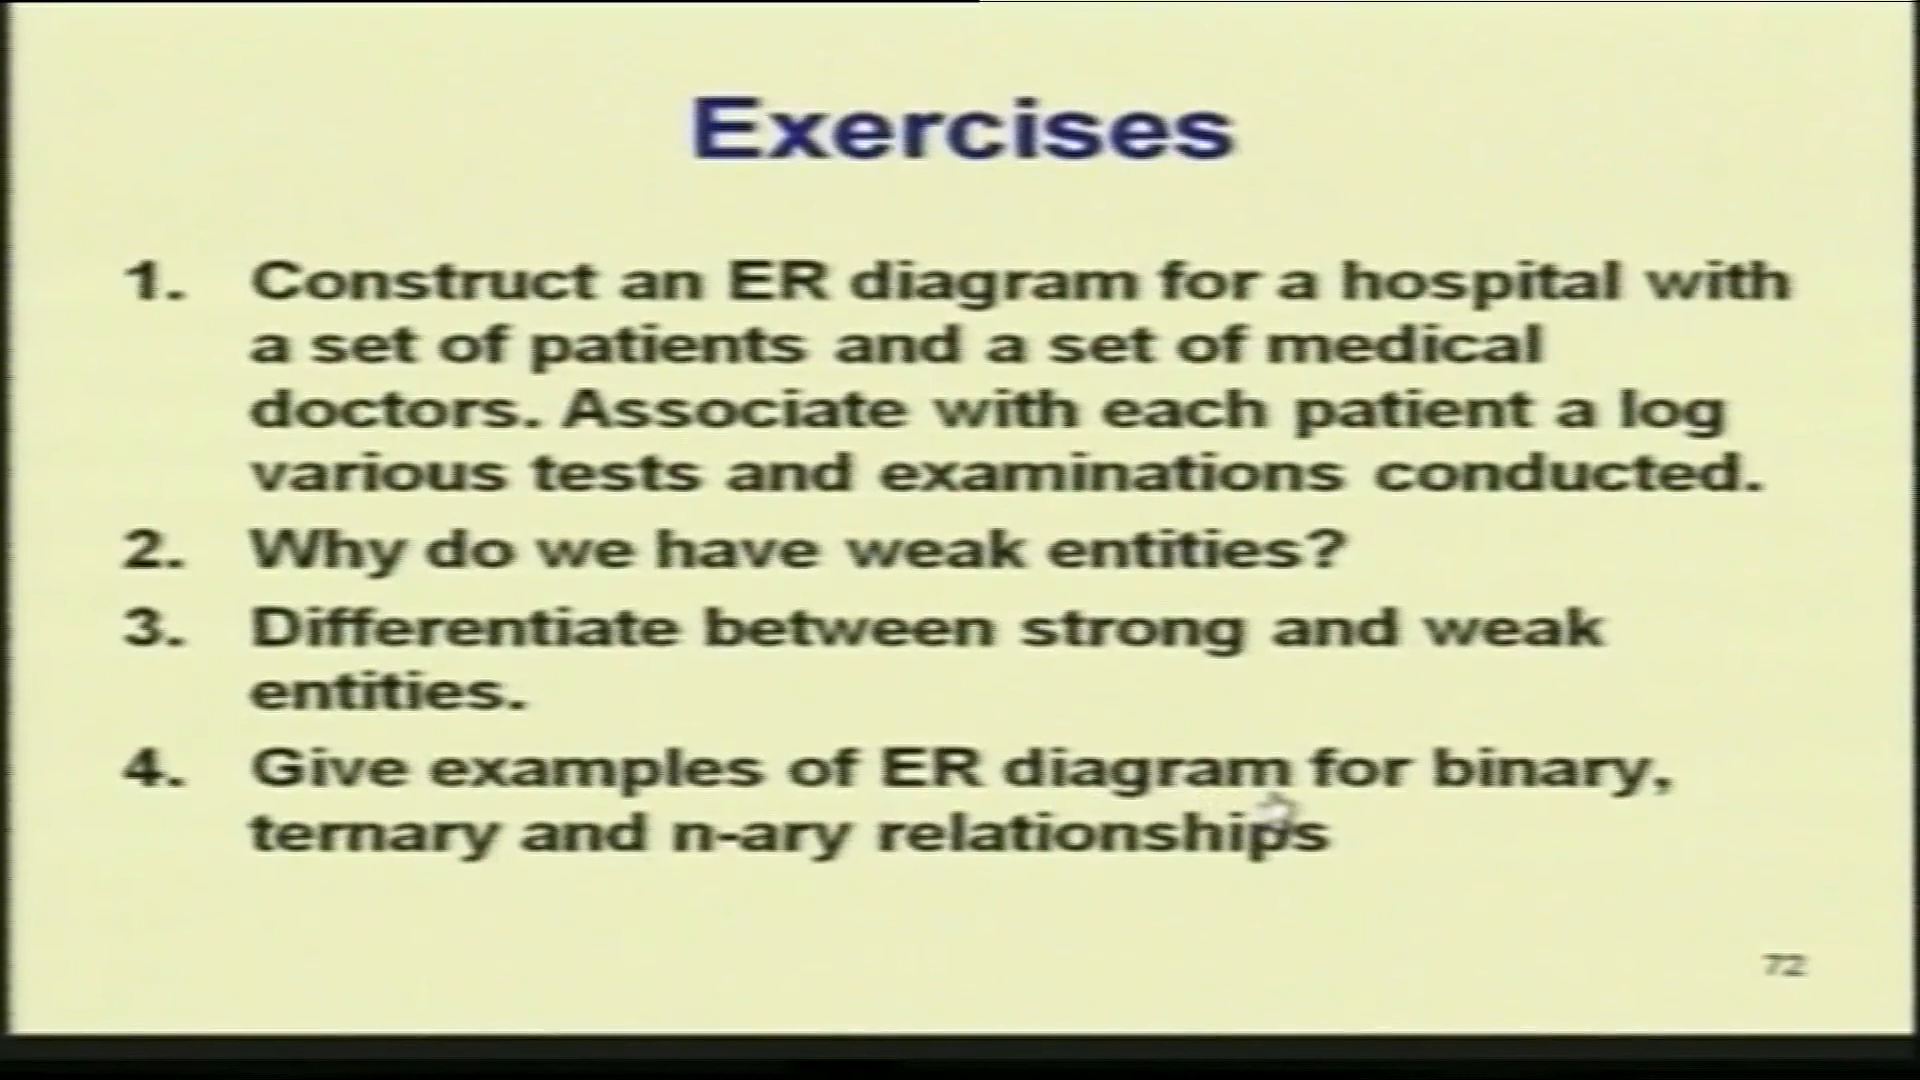 Exercises
1. Construct an ER diagram for a hospital with
a set of patients and a set of medical
doctors. Associate with each patient a log
various tests and examinations conducted.
2. Why do we have weak entities?
3. Differentiate between strong and weak
entities.
4. Give examples of ER diagram for binary,
ternary and n-ary relationships
72